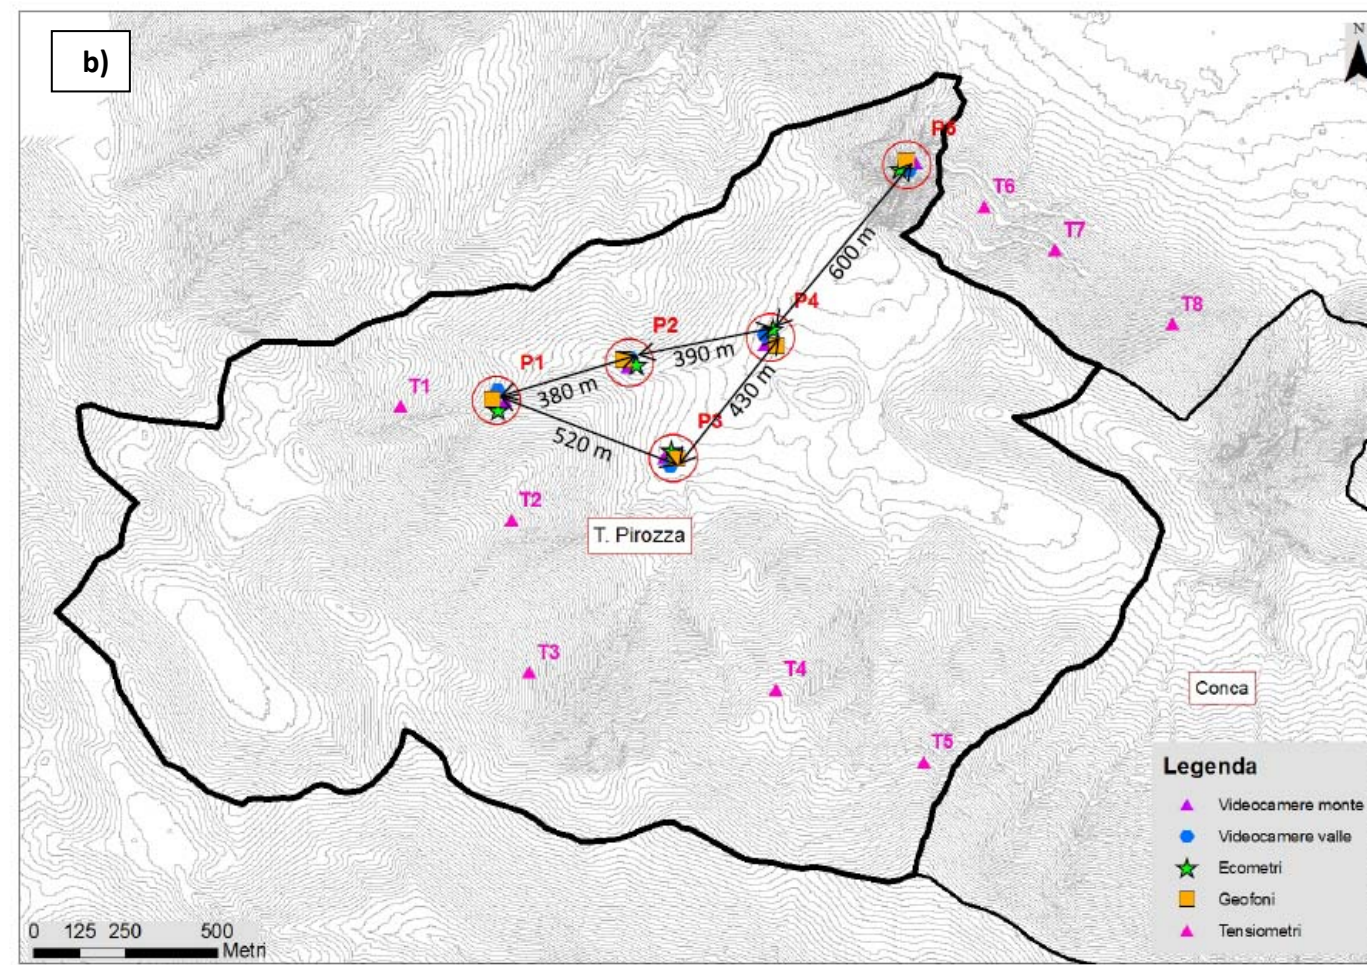 b)
N
P5
T6
T7
600 m
P4
T8
P2
390 m
P1
380 m
T1
430 m
P3
520 m
T2
T. Pirozza
T3
T4
Conca
T5
Legenda
Videocamere monte
Videocamere valle
Ecometri
Geofoni
Tensiometri
0 125 250 500
Metri